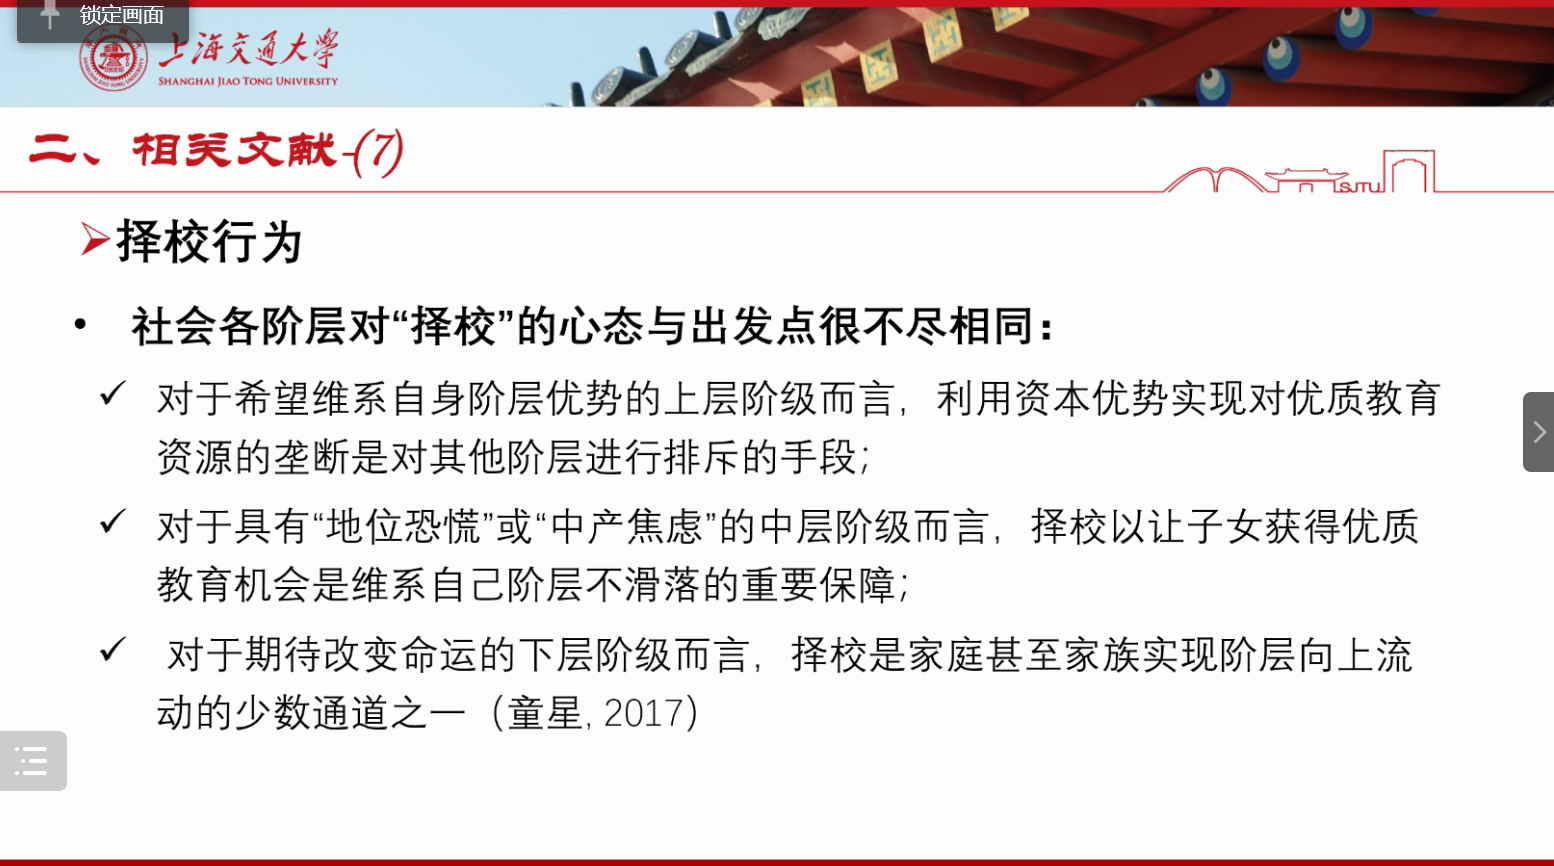 锁定画面
上海交通大学
SHANGHAI JIAO TONG UNIVERSITY
二、相关文献-(7)
SJTU
择校行为
• 社会各阶层对“择校”的心态与出发点很不尽相同：
✓ 对于希望维系自身阶层优势的上层阶级而言，利用资本优势实现对优质教育
资源的垄断是对其他阶层进行排斥的手段；
✓ 对于具有“地位恐慌”或“中产焦虑”的中层阶级而言，择校以让子女获得优质
教育机会是维系自己阶层不滑落的重要保障；
✓ 对于期待改变命运的下层阶级而言，择校是家庭甚至家族实现阶层向上流
动的少数通道之一（童星, 2017）